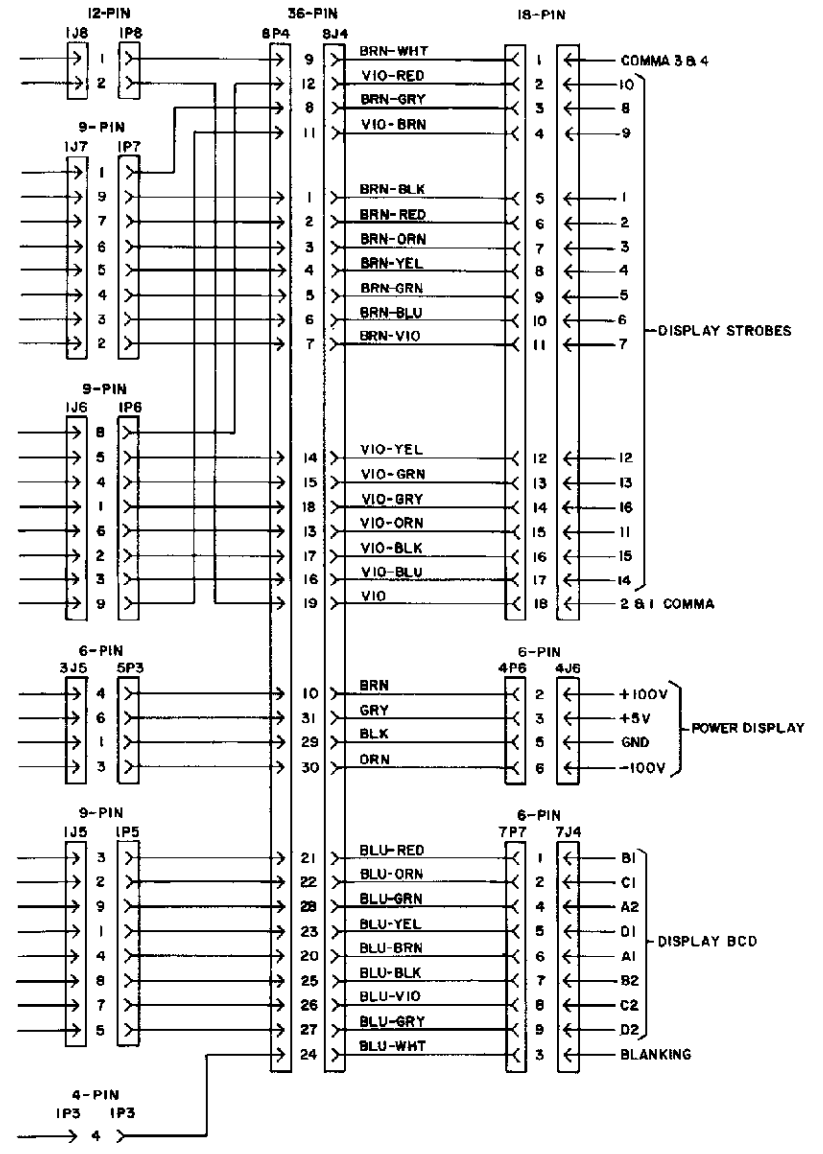 12-PIN 36-PIN 18-PIN
1J8 1P8 8P4 8J4
1 9 BRN-WHT 1 COMMA 3 & 4
2 12 VIO-RED 2 10
8 BRN-GRY 3 8
9-PIN 11 VIO-BRN 4 9
1J7 1P7
1
9 1 BRN-BLK 5 1
7 2 BRN-RED 6 2
6 3 BRN-ORN 7 3
5 4 BRN-YEL 8 4
4 5 BRN-GRN 9 5
3 6 BRN-BLU 10 6
2 7 BRN-VIO 11 7
DISPLAY STROBES
9-PIN
1J6 1P6
8
5 14 VIO-YEL 12 12
4 15 VIO-GRN 13 13
1 18 VIO-GRY 14 16
6 13 VIO-ORN 15 11
2 17 VIO-BLK 16 15
3 16 VIO-BLU 17 14
9 19 VIO 18 2 & 1 COMMA
6-PIN 6-PIN
3J5 5P3 4P6 4J6
4 10 BRN 2 +100V
6 31 GRY 3 +5V
1 29 BLK 5 GND
3 30 ORN 6 -100V
POWER DISPLAY
9-PIN 6-PIN
1J5 1P5 7P7 7J4
3 21 BLU-RED 1 B1
2 22 BLU-ORN 2 C1
9 28 BLU-GRN 4 A2
1 23 BLU-YEL 5 D1
4 20 BLU-BRN 6 A1
8 25 BLU-BLK 7 B2
7 26 BLU-VIO 8 C2
5 27 BLU-GRY 9 D2
DISPLAY BCD
24 BLU-WHT 3 BLANKING
4-PIN
1P3 1P3
4